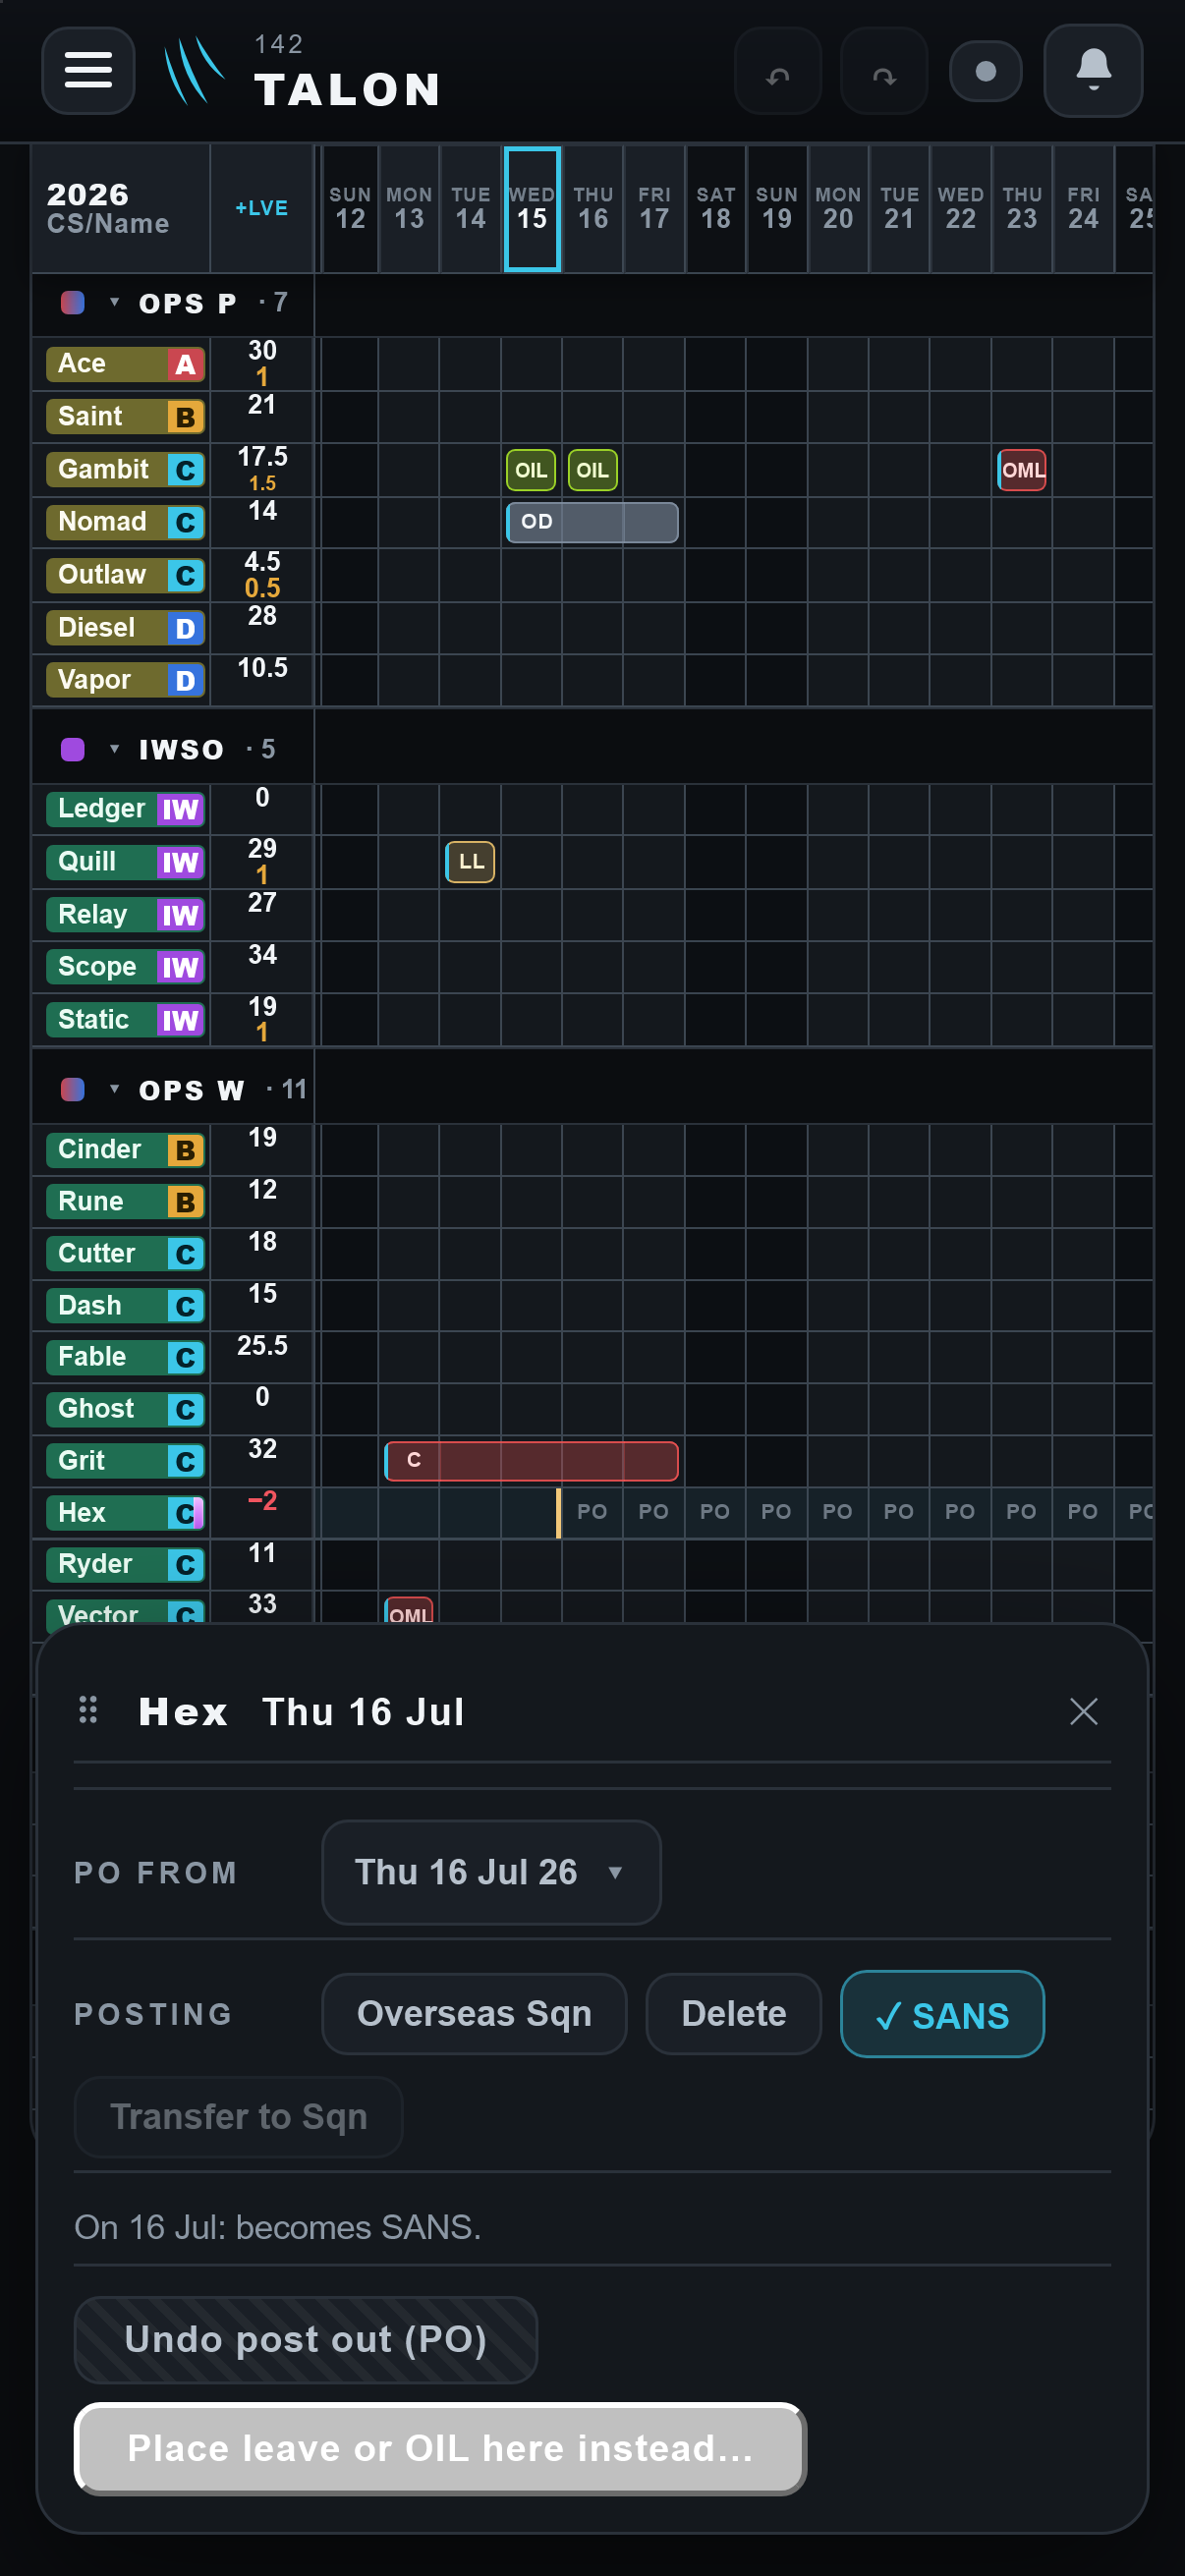 142
TALON
2026
CS/Name
+LVE
SUN 12 MON 13 TUE 14 WED 15 THU 16 FRI 17 SAT 18 SUN 19 MON 20 TUE 21 WED 22 THU 23 FRI 24 SA 25
OPS P · 7
Ace A 30 1
Saint B 21
Gambit C 17.5 1.5 OIL OIL OML
Nomad C 14 OD
Outlaw C 4.5 0.5
Diesel D 28
Vapor D 10.5
IWSO · 5
Ledger IW 0
Quill IW 29 1 LL
Relay IW 27
Scope IW 34
Static IW 19 1
OPS W · 11
Cinder B 19
Rune B 12
Cutter C 18
Dash C 15
Fable C 25.5
Ghost C 0
Grit C 32 C
Hex C −2 PO PO PO PO PO PO PO PO PO PO
Ryder C 11
Vector C 33 OML
Hex Thu 16 Jul
PO FROM Thu 16 Jul 26
POSTING Overseas Sqn Delete ✓ SANS
Transfer to Sqn
On 16 Jul: becomes SANS.
Undo post out (PO)
Place leave or OIL here instead...